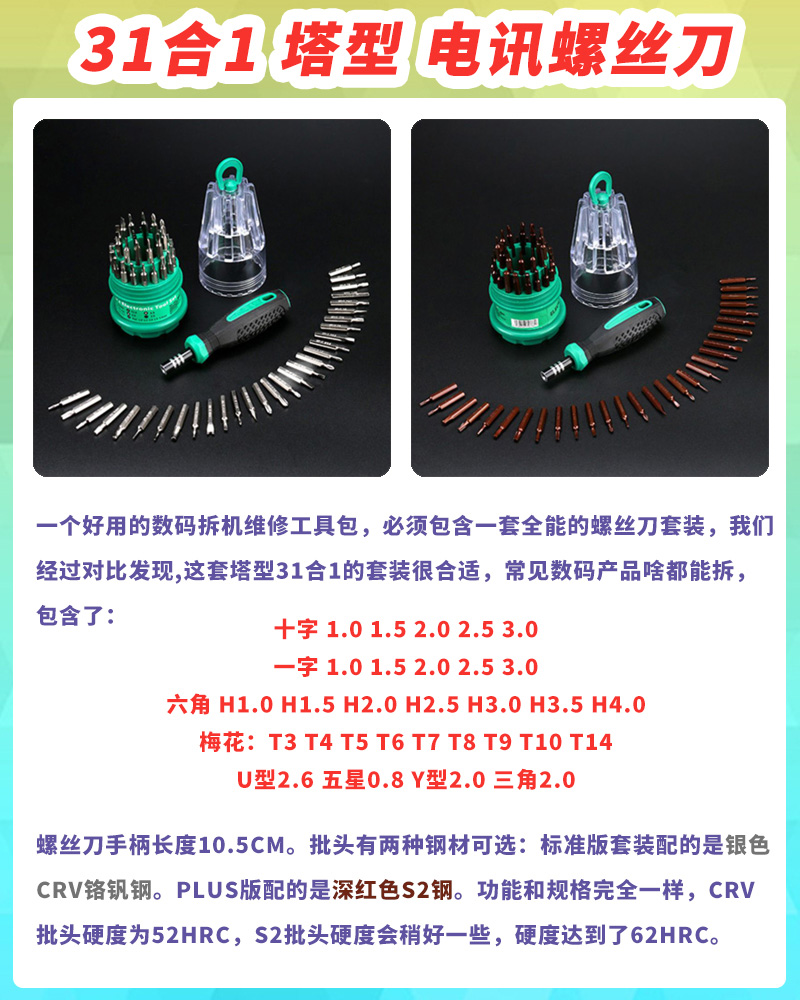 31合1 塔型 电讯螺丝刀
Electronic Tool
一个好用的数码拆机维修工具包，必须包含一套全能的螺丝刀套装，我们
经过对比发现,这套塔型31合1的套装很合适，常见数码产品啥都能拆，
包含了：
十字 1.0 1.5 2.0 2.5 3.0
一字 1.0 1.5 2.0 2.5 3.0
六角 H1.0 H1.5 H2.0 H2.5 H3.0 H3.5 H4.0
梅花：T3 T4 T5 T6 T7 T8 T9 T10 T14
U型2.6 五星0.8 Y型2.0 三角2.0
螺丝刀手柄长度10.5CM。批头有两种钢材可选：标准版套装配的是银色
CRV铬钒钢。PLUS版配的是深红色S2钢。功能和规格完全一样，CRV
批头硬度为52HRC，S2批头硬度会稍好一些，硬度达到了62HRC。